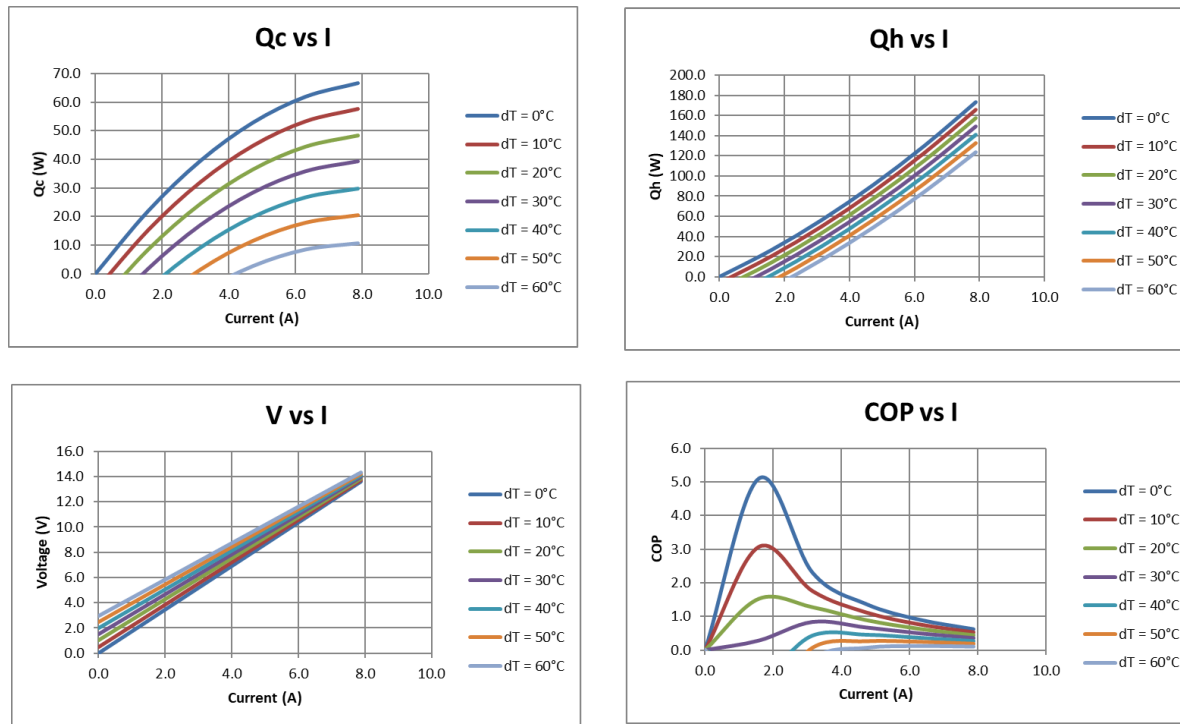 Qc vs I
70.0
60.0
50.0
40.0
30.0
20.0
10.0
0.0
Qc (W)
0.0 2.0 4.0 6.0 8.0 10.0
Current (A)
dT = 0°C
dT = 10°C
dT = 20°C
dT = 30°C
dT = 40°C
dT = 50°C
dT = 60°C
Qh vs I
200.0
180.0
160.0
140.0
120.0
100.0
80.0
60.0
40.0
20.0
0.0
Qh (W)
0.0 2.0 4.0 6.0 8.0 10.0
Current (A)
dT = 0°C
dT = 10°C
dT = 20°C
dT = 30°C
dT = 40°C
dT = 50°C
dT = 60°C
V vs I
16.0
14.0
12.0
10.0
8.0
6.0
4.0
2.0
0.0
Voltage (V)
0.0 2.0 4.0 6.0 8.0 10.0
Current (A)
dT = 0°C
dT = 10°C
dT = 20°C
dT = 30°C
dT = 40°C
dT = 50°C
dT = 60°C
COP vs I
6.0
5.0
4.0
3.0
2.0
1.0
0.0
COP
0.0 2.0 4.0 6.0 8.0 10.0
Current (A)
dT = 0°C
dT = 10°C
dT = 20°C
dT = 30°C
dT = 40°C
dT = 50°C
dT = 60°C